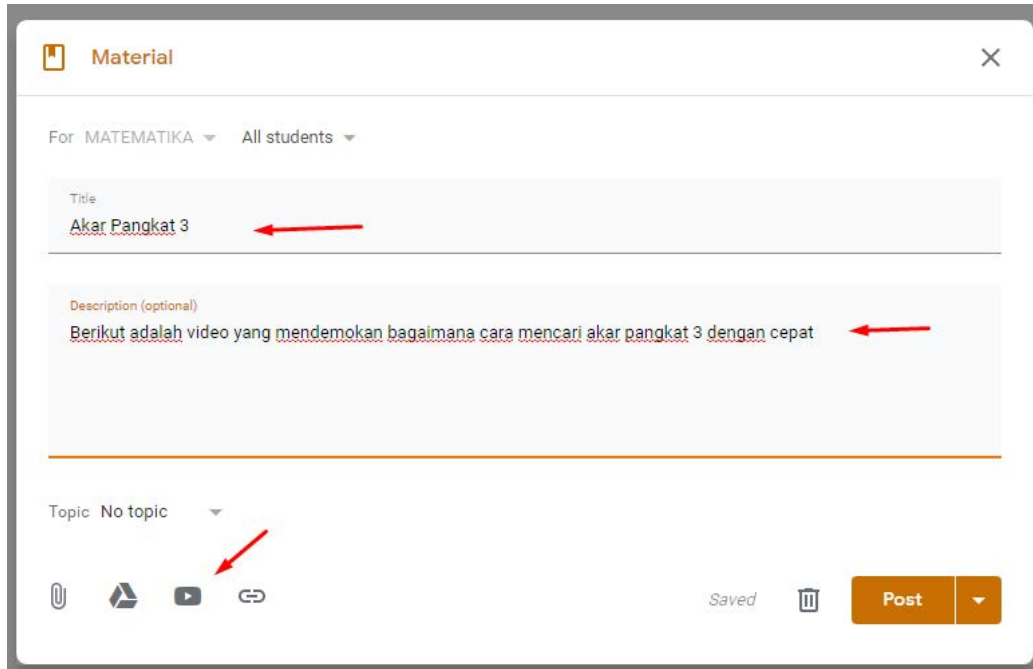 Material
For MATEMATIKA All students
Title
Akar Pangkat 3
Description (optional)
Berikut adalah video yang mendemokan bagaimana cara mencari akar pangkat 3 dengan cepat
Topic No topic
Saved Post